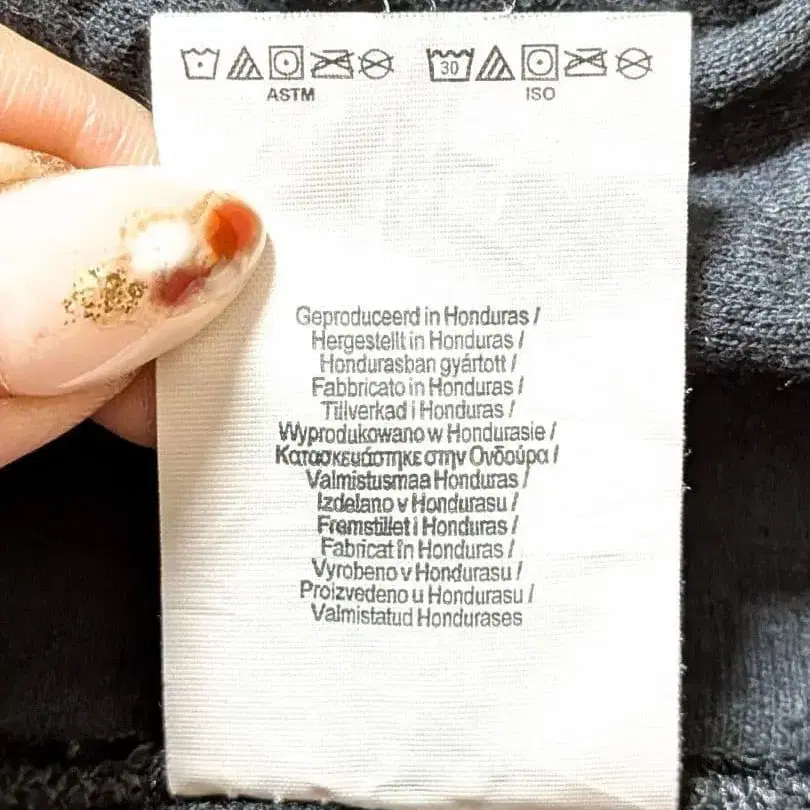 30
ASTM ISO
Geproduceerd in Honduras /
Hergestellt in Honduras /
Hondurasban gyártott /
Fabbricato in Honduras /
Tillverkad i Honduras /
Wyprodukowano w Hondurasie /
Κατασκευάστηκε στην Ονδούρα /
Valmistusmaa Honduras /
Izdelano v Hondurasu /
Fremstillet i Honduras /
Fabricat în Honduras /
Vyrobeno v Hondurasu /
Proizvedeno u Hondurasu /
Valmistatud Hondurases